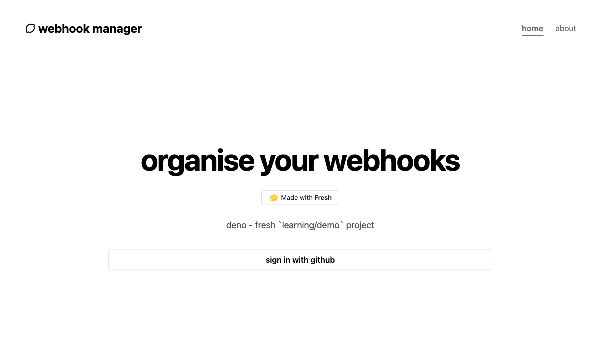 webhook manager
home about
organise your webhooks
Made with Fresh
deno - fresh `learning/demo` project
sign in with github